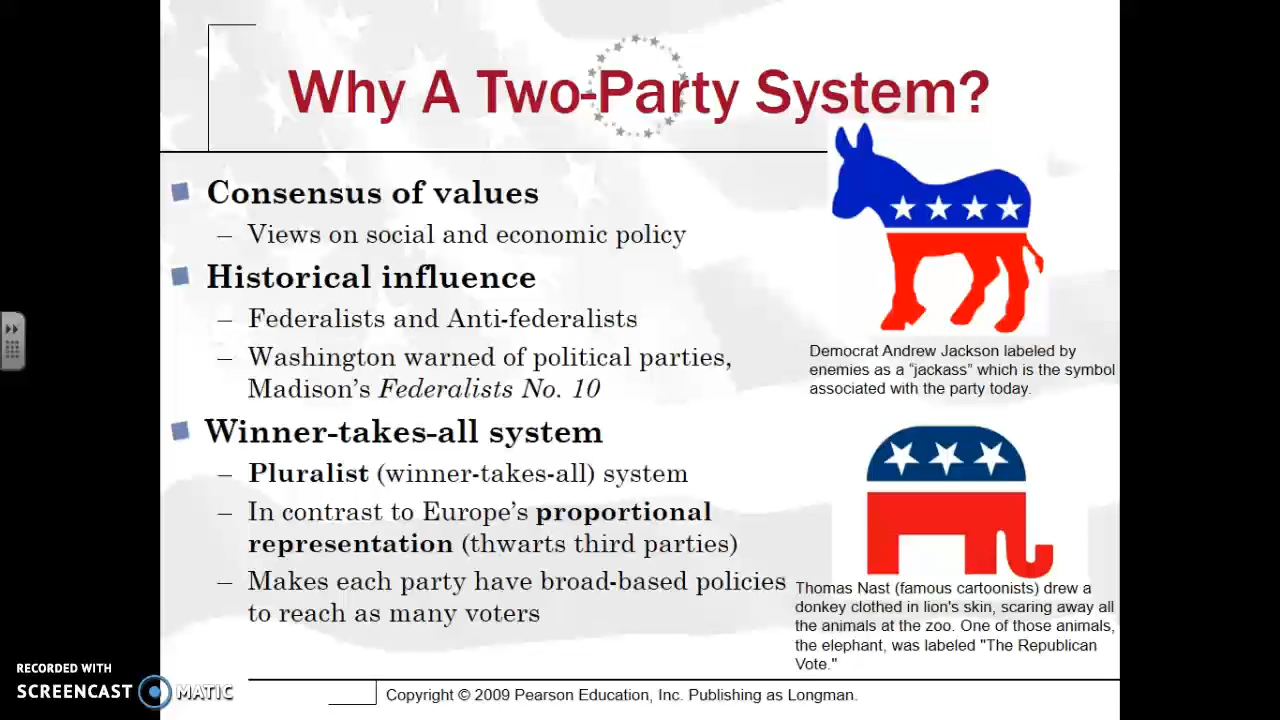 Why A Two-Party System?
Consensus of values
– Views on social and economic policy
Historical influence
– Federalists and Anti-federalists
– Washington warned of political parties,
Madison's Federalists No. 10
Winner-takes-all system
– Pluralist (winner-takes-all) system
– In contrast to Europe's proportional
representation (thwarts third parties)
– Makes each party have broad-based policies
to reach as many voters
Democrat Andrew Jackson labeled by
enemies as a "jackass" which is the symbol
associated with the party today.
Thomas Nast (famous cartoonists) drew a
donkey clothed in lion's skin, scaring away all
the animals at the zoo. One of those animals,
the elephant, was labeled "The Republican
Vote."
RECORDED WITH
SCREENCAST MATIC
Copyright © 2009 Pearson Education, Inc. Publishing as Longman.